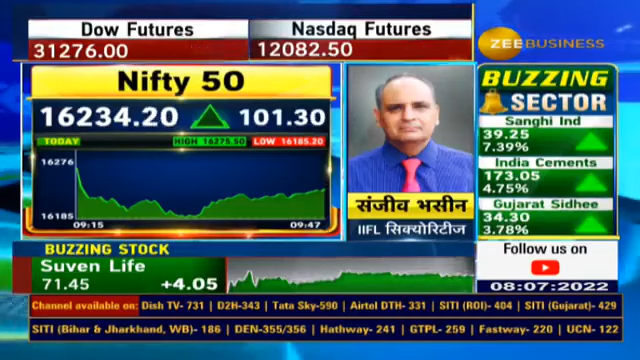 Dow Futures
31276.00
Nasdaq Futures
12082.50
ZEE BUSINESS
Nifty 50
16234.20 101.30
TODAY HIGH 16275.50 LOW 16185.20
16276
16185
09:15 09:47
संजीव भसीन
IIFL सिक्योरिटीज
BUZZING
SECTOR
Sanghi Ind
39.25
7.39%
India Cements
173.05
4.75%
Gujarat Sidhee
34.30
3.78%
BUZZING STOCK
Suven Life
71.45 +4.05
Follow us on
08:07:2022
Channel available on: Dish TV- 731 | D2H-343 | Tata Sky-590 | Airtel DTH- 331 | SITI (ROI)- 404 | SITI (Gujarat)- 429
SITI (Bihar & Jharkhand, WB)- 186 | DEN-355/356 | Hathway- 241 | GTPL- 259 | Fastway- 220 | UCN- 122